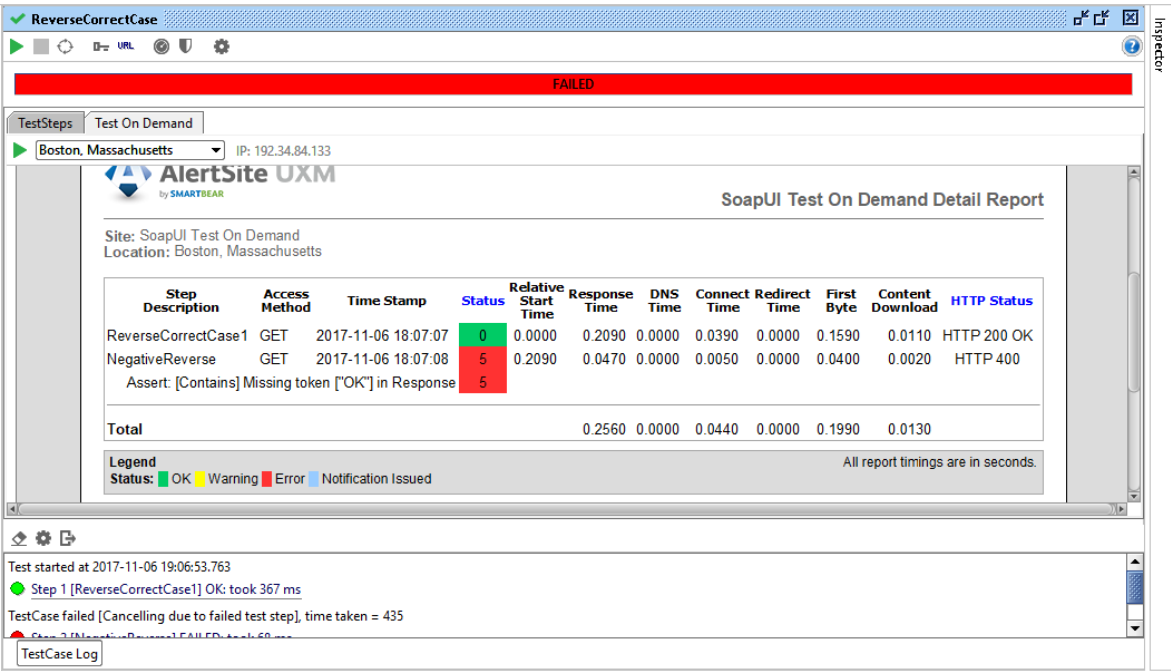 ReverseCorrectCase
URL
FAILED
TestSteps Test On Demand
Boston, Massachusetts IP: 192.34.84.133
AlertSite UXM
by SMARTBEAR
SoapUI Test On Demand Detail Report
Site: SoapUI Test On Demand
Location: Boston, Massachusetts
Step Description Access Method Time Stamp Status Relative Start Time Response Time DNS Time Connect Time Redirect Time First Byte Content Download HTTP Status
ReverseCorrectCase1 GET 2017-11-06 18:07:07 0 0.0000 0.2090 0.0000 0.0390 0.0000 0.1590 0.0110 HTTP 200 OK
NegativeReverse GET 2017-11-06 18:07:08 5 0.2090 0.0470 0.0000 0.0050 0.0000 0.0400 0.0020 HTTP 400
Assert: [Contains] Missing token ["OK"] in Response 5
Total 0.2560 0.0000 0.0440 0.0000 0.1990 0.0130
Legend All report timings are in seconds.
Status: OK Warning Error Notification Issued
Test started at 2017-11-06 19:06:53.763
Step 1 [ReverseCorrectCase1] OK: took 367 ms
TestCase failed [Cancelling due to failed test step], time taken = 435
Step 2 [NegativeReverse] FAILED: took 68 ms
TestCase Log
Inspector